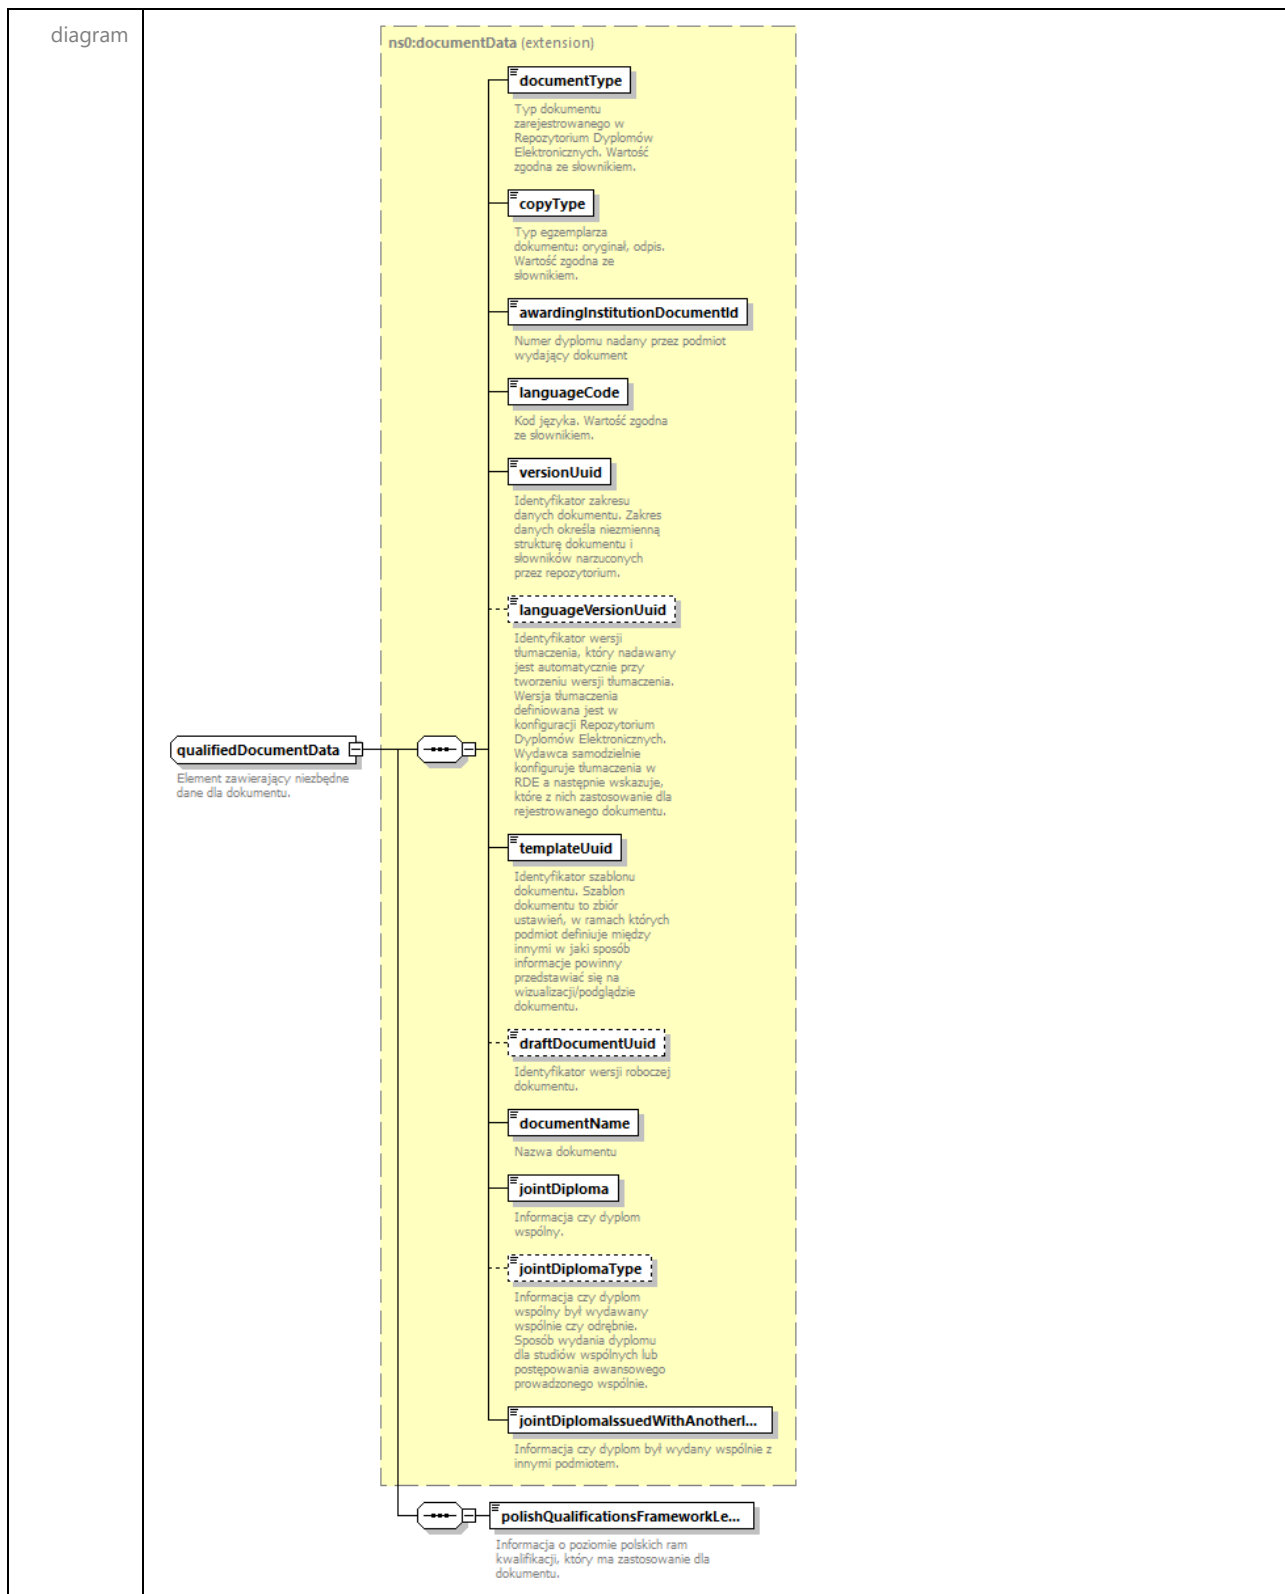 diagram
ns0:documentData (extension)
documentType
Typ dokumentu
zarejestrowanego w
Repozytorium Dyplomów
Elektronicznych. Wartość
zgodna ze słownikiem.
copyType
Typ egzemplarza
dokumentu: oryginał, odpis.
Wartość zgodna ze
słownikiem.
awardingInstitutionDocumentId
Numer dyplomu nadany przez podmiot
wydający dokument
languageCode
Kod języka. Wartość zgodna
ze słownikiem.
versionUuid
Identyfikator zakresu
danych dokumentu. Zakres
danych określa niezmienną
strukturę dokumentu i
słowników narzuconych
przez repozytorium.
languageVersionUuid
Identyfikator wersji
tłumaczenia, który nadawany
jest automatycznie przy
tworzeniu wersji tłumaczenia.
Wersja tłumaczenia
definiowana jest w
konfiguracji Repozytorium
Dyplomów Elektronicznych.
Wydawca samodzielnie
konfiguruje tłumaczenia w
RDE a następnie wskazuje,
które z nich zastosowanie dla
rejestrowanego dokumentu.
qualifiedDocumentData
Element zawierający niezbędne
dane dla dokumentu.
templateUuid
Identyfikator szablonu
dokumentu. Szablon
dokumentu to zbiór
ustawień, w ramach których
podmiot definiuje między
innymi w jaki sposób
informacje powinny
przedstawiać się na
wizualizacji/podglądzie
dokumentu.
draftDocumentUuid
Identyfikator wersji roboczej
dokumentu.
documentName
Nazwa dokumentu
jointDiploma
Informacja czy dyplom
wspólny.
jointDiplomaType
Informacja czy dyplom
wspólny był wydawany
wspólnie czy odrębnie.
Sposób wydania dyplomu
dla studiów wspólnych lub
postępowania awansowego
prowadzonego wspólnie.
jointDiplomaIssuedWithAnotherI...
Informacja czy dyplom był wydany wspólnie z
innymi podmiotem.
polishQualificationsFrameworkLe...
Informacja o poziomie polskich ram
kwalifikacji, który ma zastosowanie dla
dokumentu.